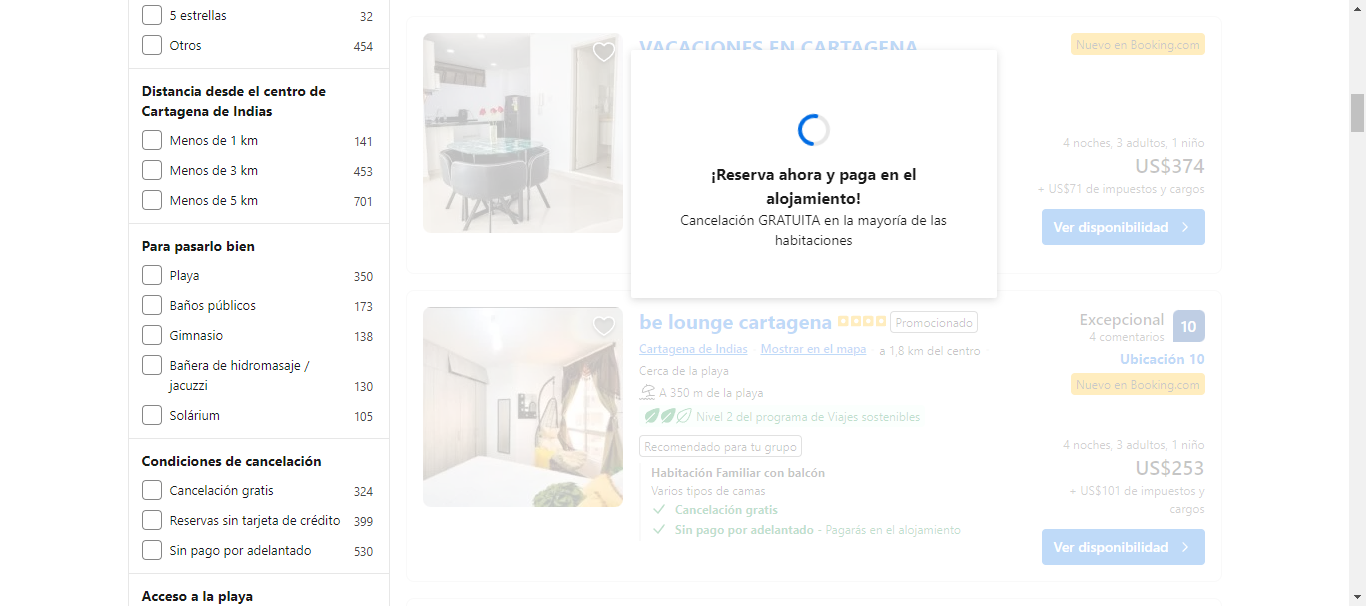 5 estrellas 32
Otros 454
Distancia desde el centro de
Cartagena de Indias
Menos de 1 km 141
Menos de 3 km 453
Menos de 5 km 701
Para pasarlo bien
Playa 350
Baños públicos 173
Gimnasio 138
Bañera de hidromasaje /
jacuzzi 130
Solárium 105
Condiciones de cancelación
Cancelación gratis 324
Reservas sin tarjeta de crédito 399
Sin pago por adelantado 530
Acceso a la playa
VACACIONES EN CARTAGENA
Nuevo en Booking.com
4 noches, 3 adultos, 1 niño
US$374
+ US$71 de impuestos y cargos
Ver disponibilidad
¡Reserva ahora y paga en el
alojamiento!
Cancelación GRATUITA en la mayoría de las
habitaciones
be lounge cartagena Promocionado
Cartagena de Indias Mostrar en el mapa a 1,8 km del centro
Cerca de la playa
A 350 m de la playa
Nivel 2 del programa de Viajes sostenibles
Recomendado para tu grupo
Habitación Familiar con balcón
Varios tipos de camas
Cancelación gratis
Sin pago por adelantado - Pagarás en el alojamiento
Excepcional 10
4 comentarios
Ubicación 10
Nuevo en Booking.com
4 noches, 3 adultos, 1 niño
US$253
+ US$101 de impuestos y
cargos
Ver disponibilidad